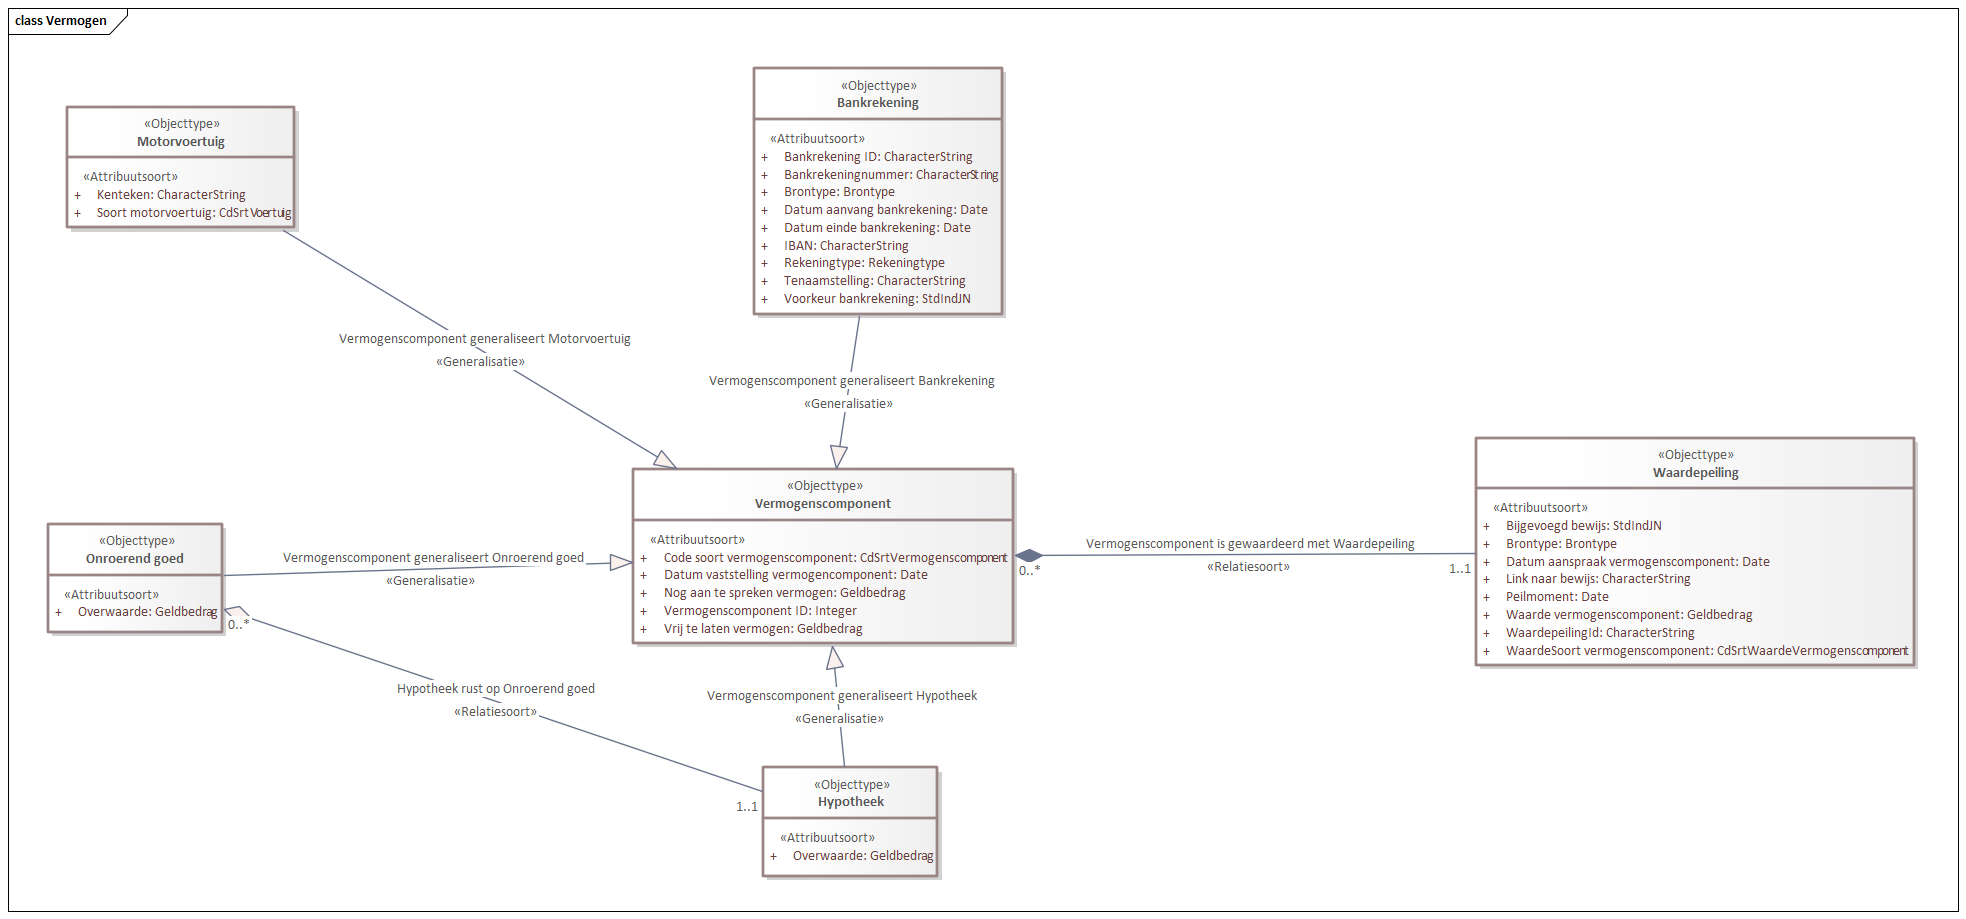 class Vermogen
«Objecttype»
Bankrekening
«Attribuutsoort»
+ Bankrekening ID: CharacterString
+ Bankrekeningnummer: CharacterString
+ Brontype: Brontype
+ Datum aanvang bankrekening: Date
+ Datum einde bankrekening: Date
+ IBAN: CharacterString
+ Rekeningtype: Rekeningtype
+ Tenaamstelling: CharacterString
+ Voorkeur bankrekening: StdIndJN
«Objecttype»
Motorvoertuig
«Attribuutsoort»
+ Kenteken: CharacterString
+ Soort motorvoertuig: CdSrtVoertuig
Vermogenscomponent generaliseert Motorvoertuig
«Generalisatie»
Vermogenscomponent generaliseert Bankrekening
«Generalisatie»
«Objecttype»
Vermogenscomponent
«Attribuutsoort»
+ Code soort vermogenscomponent: CdSrtVermogenscomponent
+ Datum vaststelling vermogencomponent: Date
+ Nog aan te spreken vermogen: Geldbedrag
+ Vermogenscomponent ID: Integer
+ Vrij te laten vermogen: Geldbedrag
Vermogenscomponent is gewaardeerd met Waardepeiling
«Relatiesoort»
0..*
1..1
«Objecttype»
Waardepeiling
«Attribuutsoort»
+ Bijgevoegd bewijs: StdIndJN
+ Brontype: Brontype
+ Datum aanspraak vermogenscomponent: Date
+ Link naar bewijs: CharacterString
+ Peilmoment: Date
+ Waarde vermogenscomponent: Geldbedrag
+ WaardepeilingId: CharacterString
+ WaardeSoort vermogenscomponent: CdSrtWaardeVermogenscomponent
«Objecttype»
Onroerend goed
«Attribuutsoort»
+ Overwaarde: Geldbedrag
Vermogenscomponent generaliseert Onroerend goed
«Generalisatie»
0..*
Hypotheek rust op Onroerend goed
«Relatiesoort»
1..1
Vermogenscomponent generaliseert Hypotheek
«Generalisatie»
«Objecttype»
Hypotheek
«Attribuutsoort»
+ Overwaarde: Geldbedrag